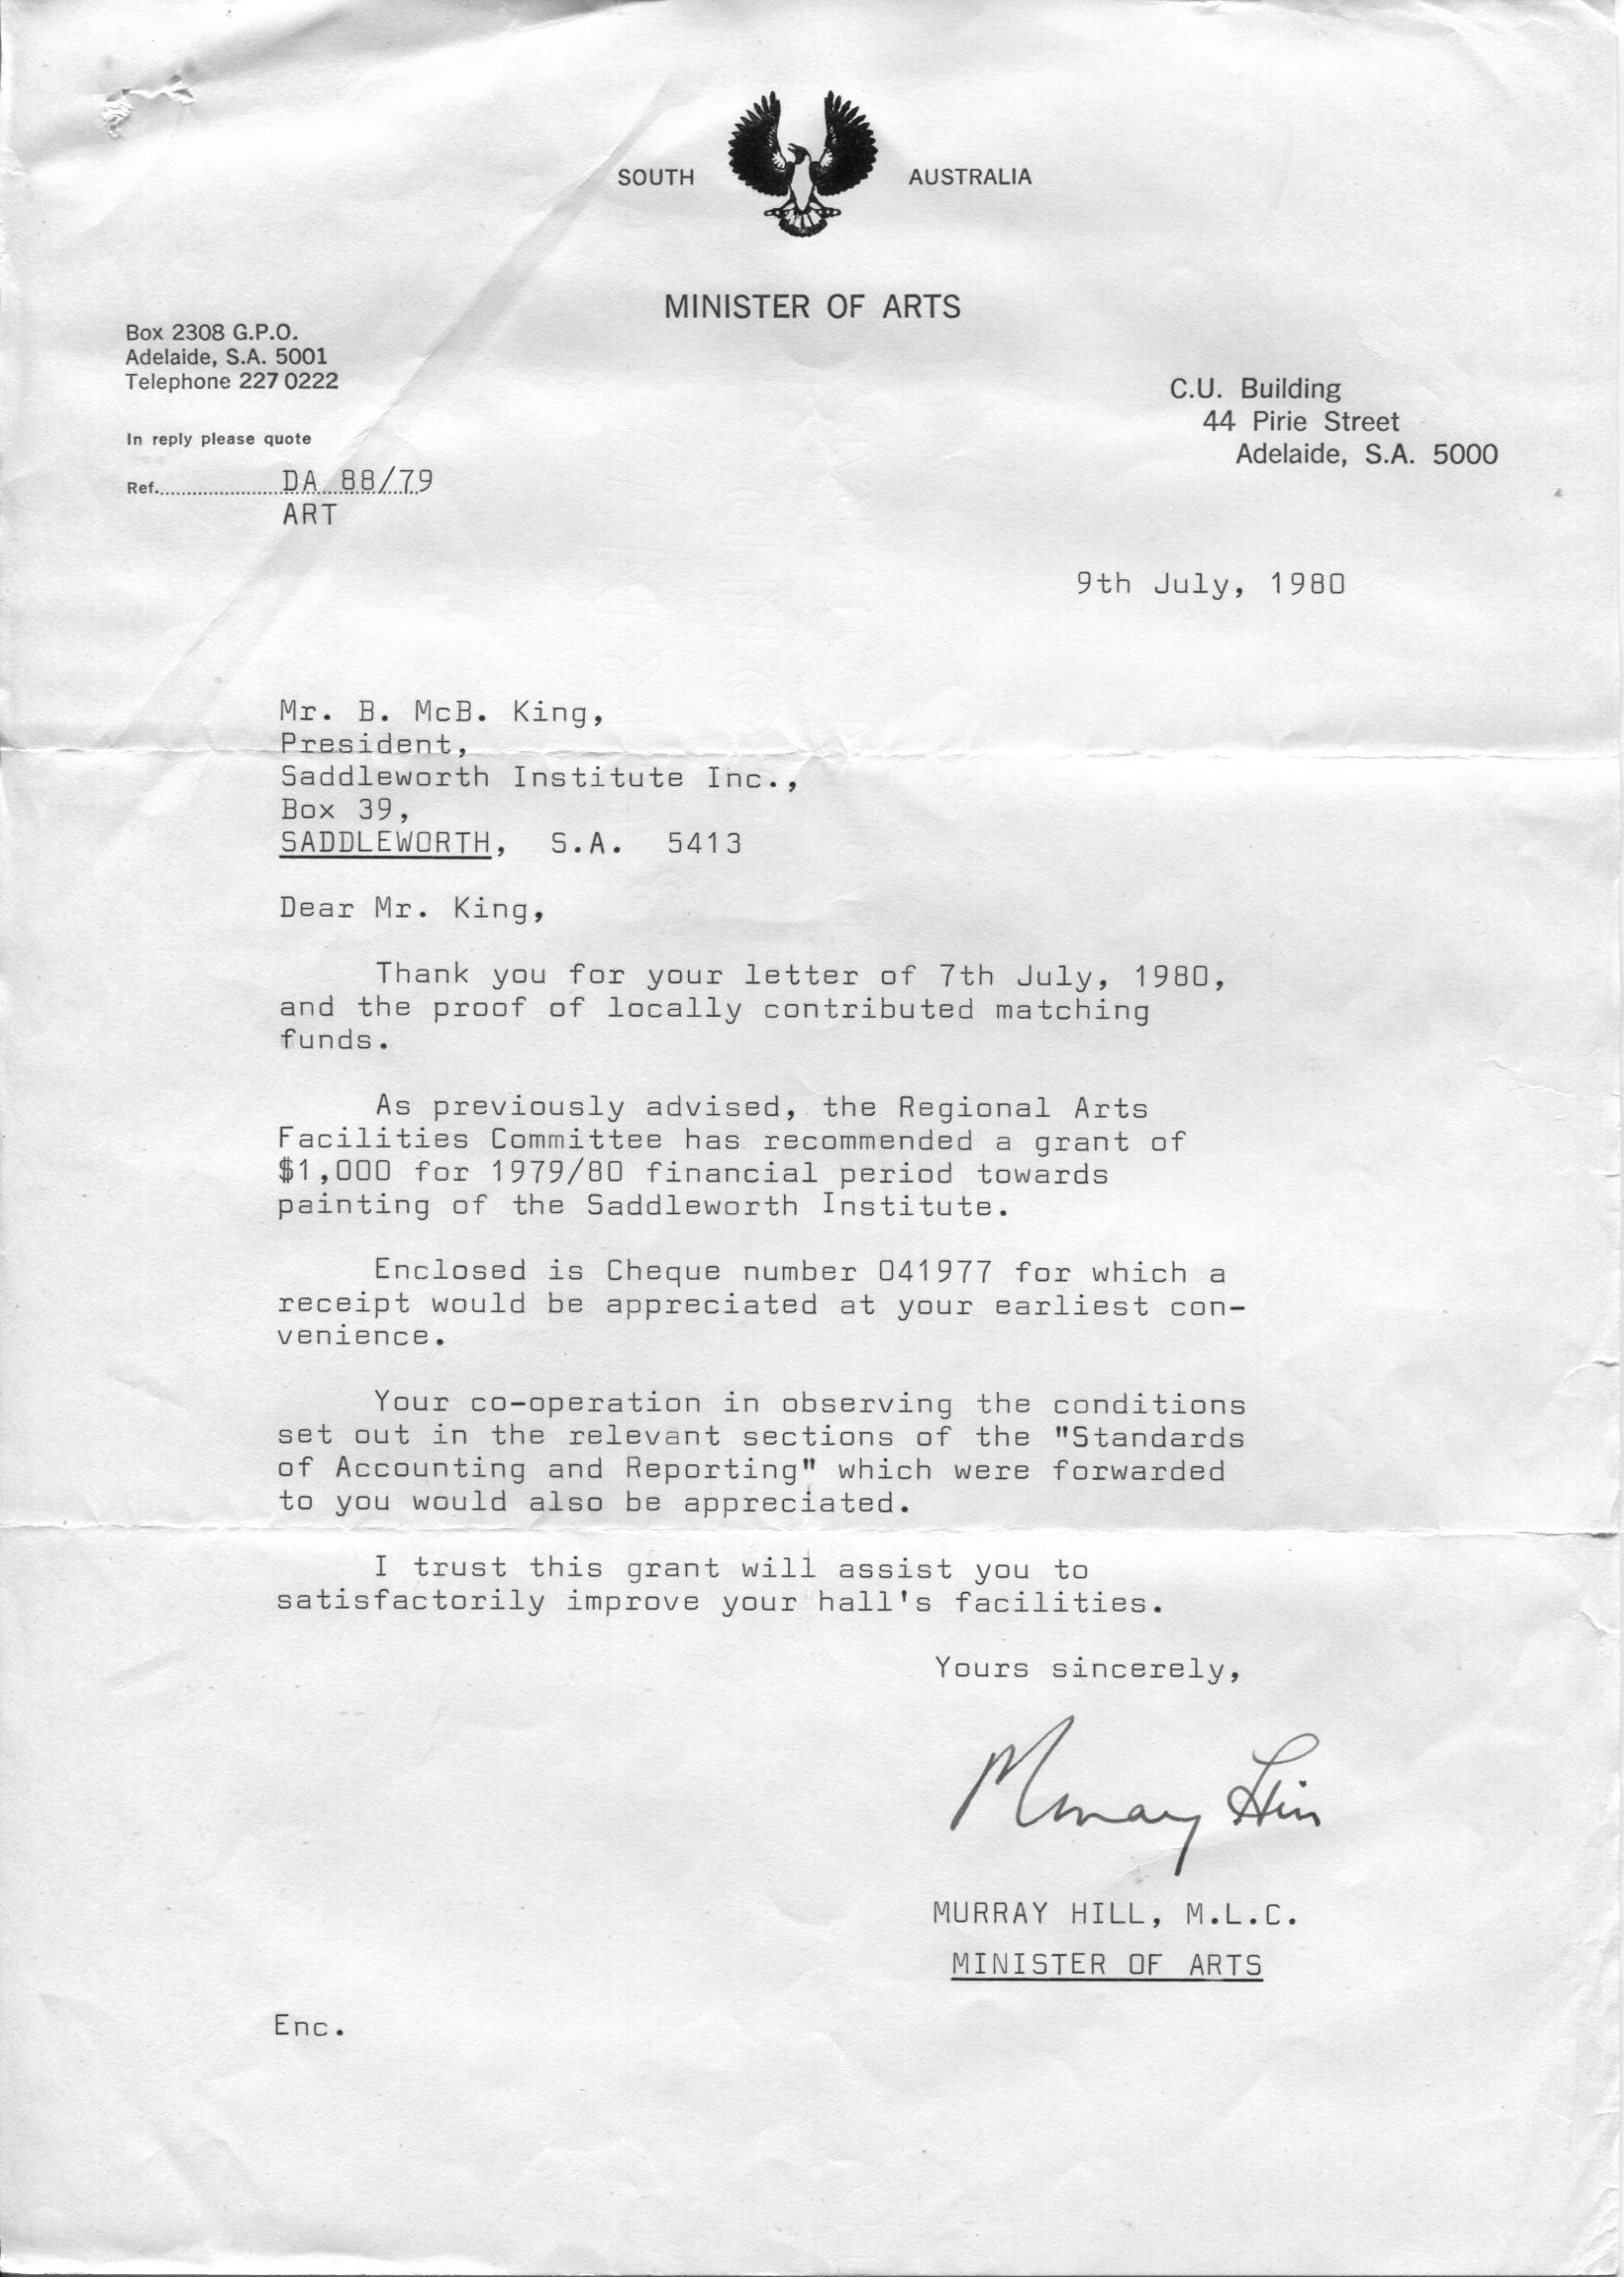 SOUTH AUSTRALIA
MINISTER OF ARTS
Box 2308 G.P.O.
Adelaide, S.A. 5001
Telephone 227 0222
C.U. Building
44 Pirie Street
Adelaide, S.A. 5000
In reply please quote
Ref. DA 88/79
ART
9th July, 1980
Mr. B. McB. King,
President,
Saddleworth Institute Inc.,
Box 39,
SADDLEWORTH, S.A. 5413
Dear Mr. King,
Thank you for your letter of 7th July, 1980,
and the proof of locally contributed matching
funds.
As previously advised, the Regional Arts
Facilities Committee has recommended a grant of
$1,000 for 1979/80 financial period towards
painting of the Saddleworth Institute.
Enclosed is Cheque number 041977 for which a
receipt would be appreciated at your earliest con-
venience.
Your co-operation in observing the conditions
set out in the relevant sections of the "Standards
of Accounting and Reporting" which were forwarded
to you would also be appreciated.
I trust this grant will assist you to
satisfactorily improve your hall's facilities.
Yours sincerely,
Murray Hill
MURRAY HILL, M.L.C.
MINISTER OF ARTS
Enc.